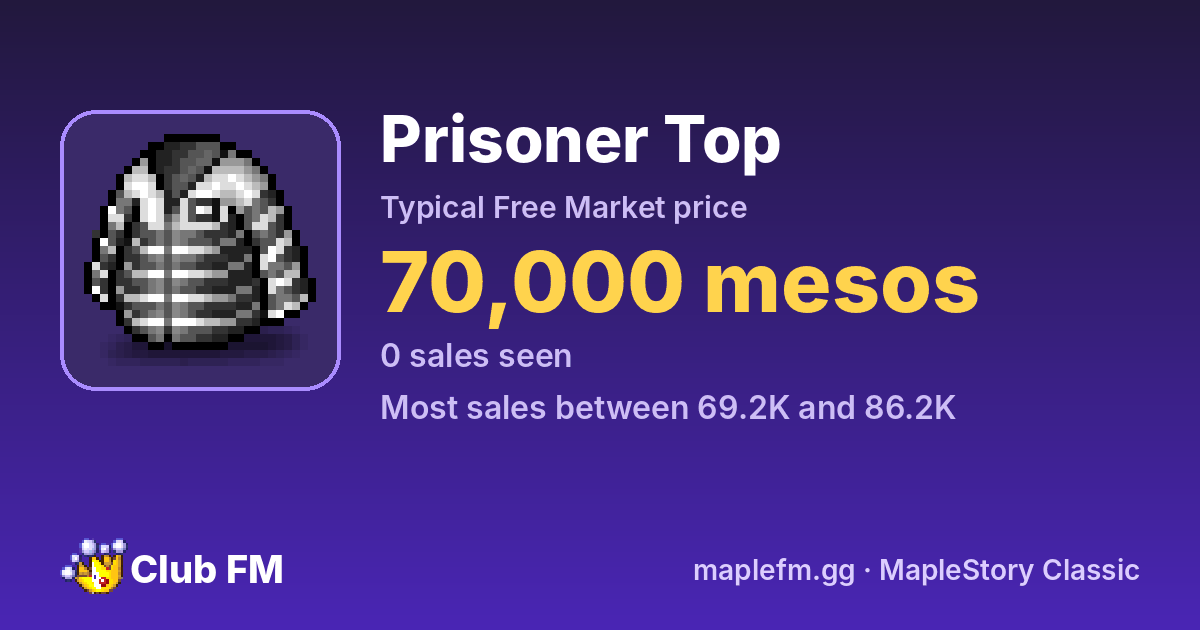 Prisoner Top
Typical Free Market price
70,000 mesos
0 sales seen
Most sales between 69.2K and 86.2K
Club FM
maplefm.gg · MapleStory Classic